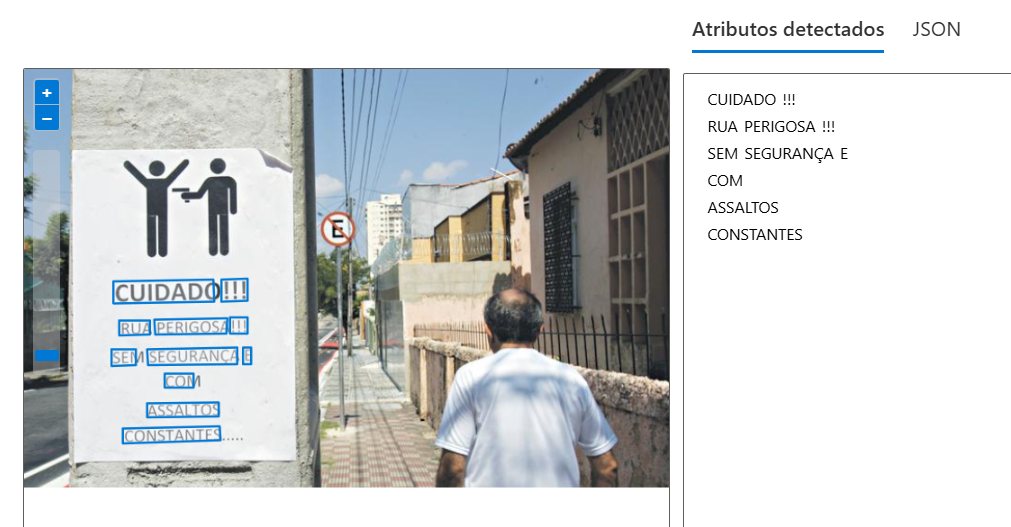 Atributos detectados JSON
+
−
CUIDADO !!!
RUA PERIGOSA !!!
SEM SEGURANÇA E
COM
ASSALTOS
CONSTANTES.....
E
CUIDADO !!!
RUA PERIGOSA !!!
SEM SEGURANÇA E
COM
ASSALTOS
CONSTANTES